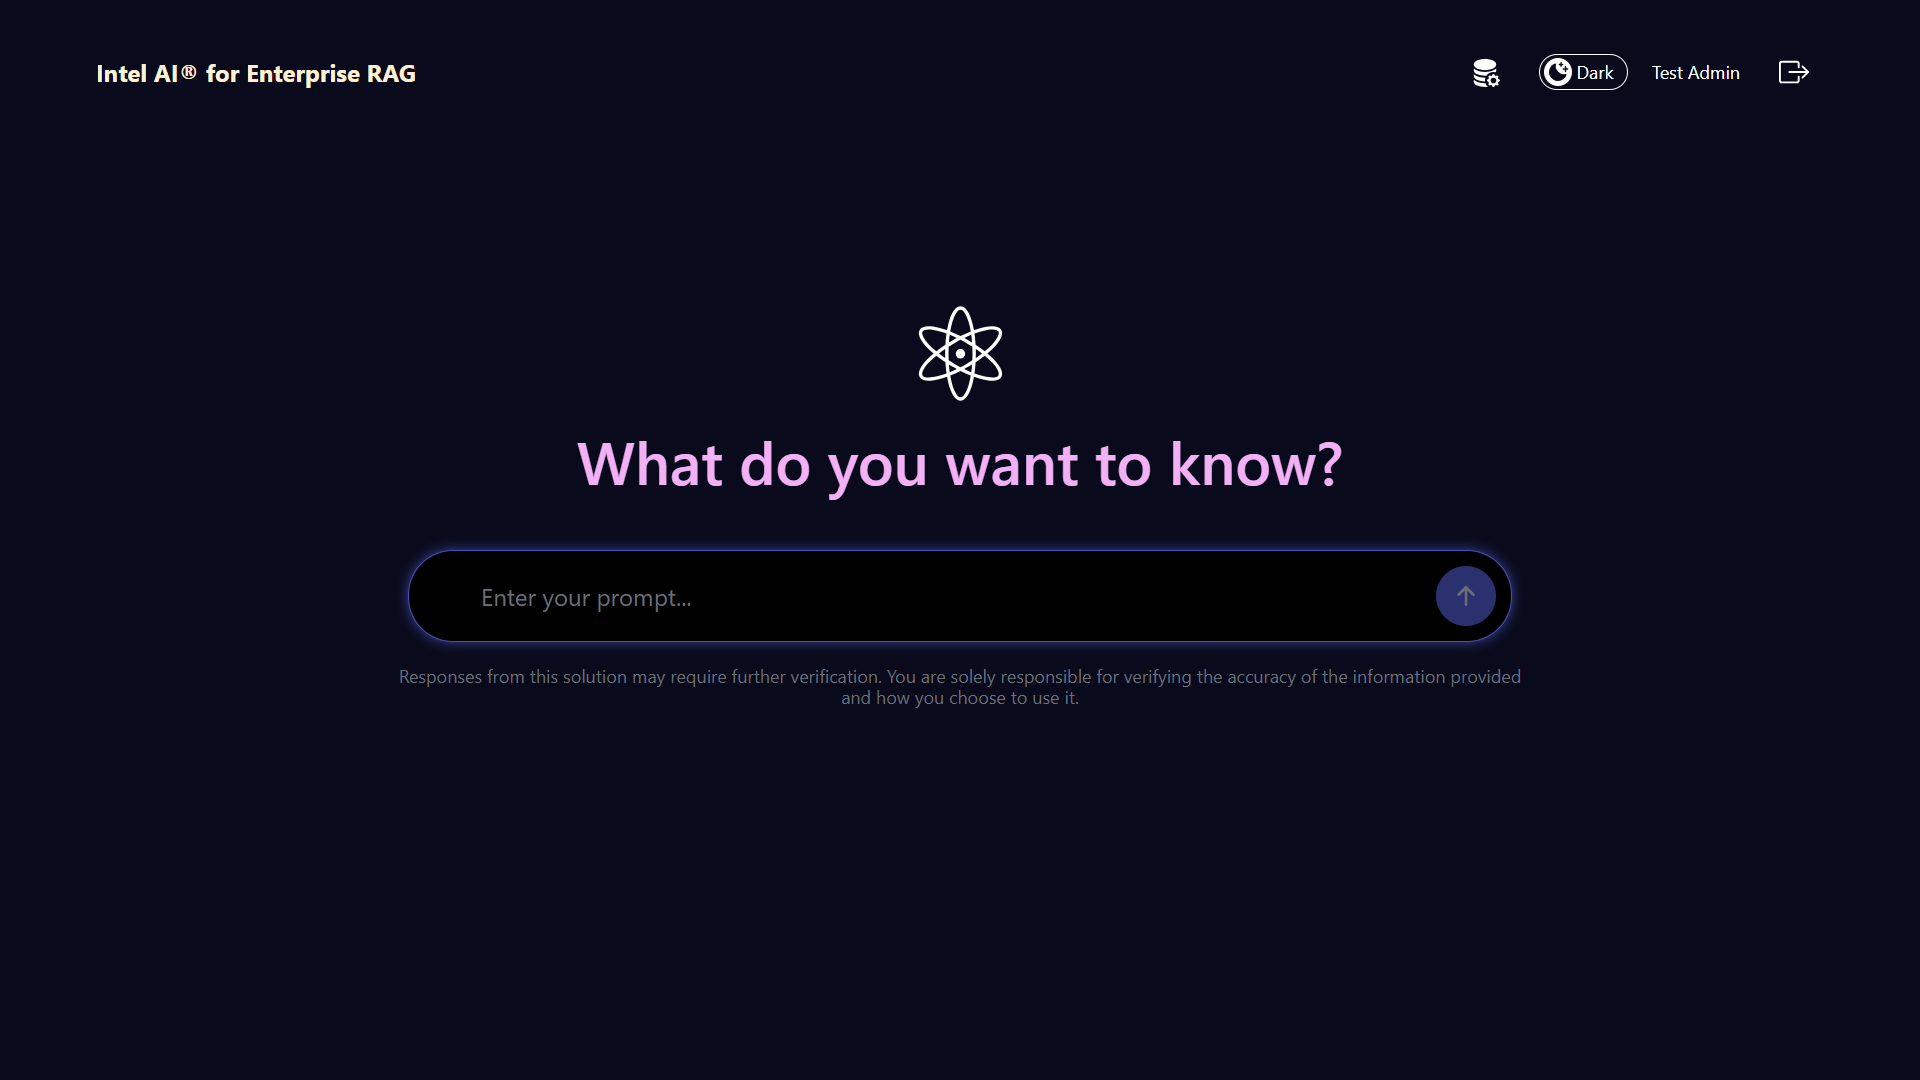 Intel AI® for Enterprise RAG
Dark
Test Admin
What do you want to know?
Enter your prompt...
Responses from this solution may require further verification. You are solely responsible for verifying the accuracy of the information provided
and how you choose to use it.